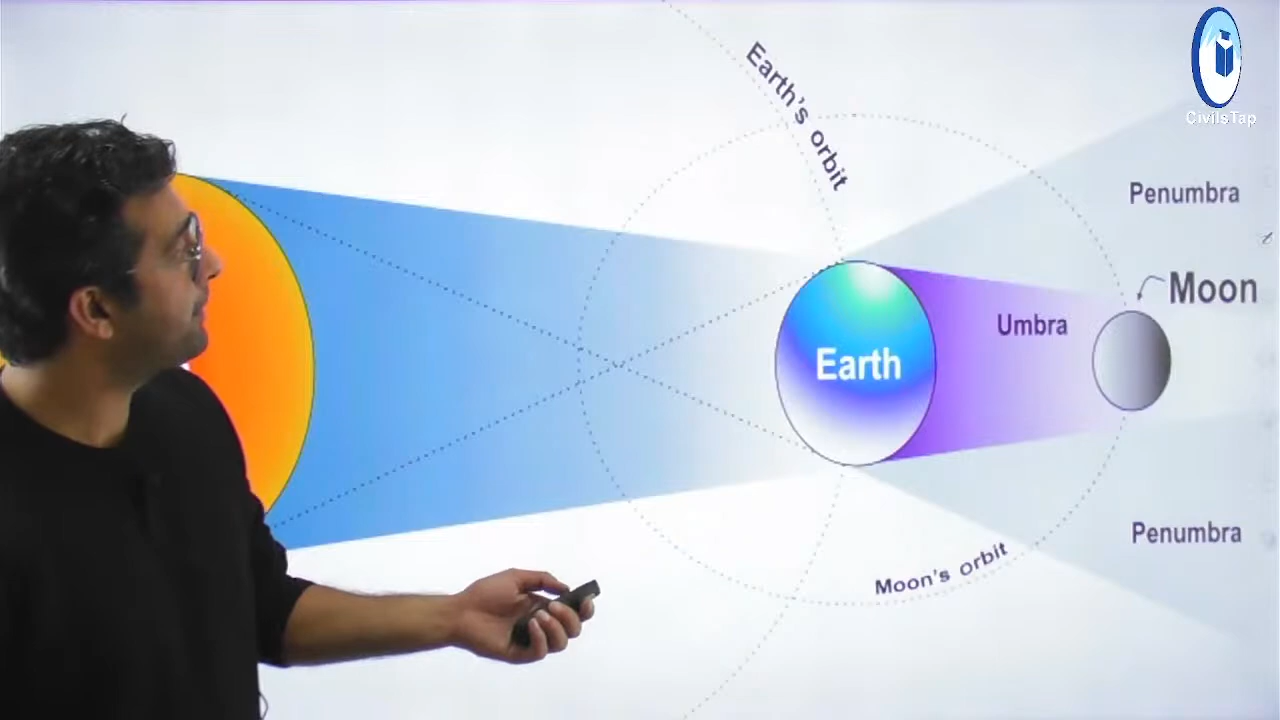 CivilsTap
Earth's orbit
Penumbra
Moon
Umbra
Earth
Penumbra
Moon's orbit